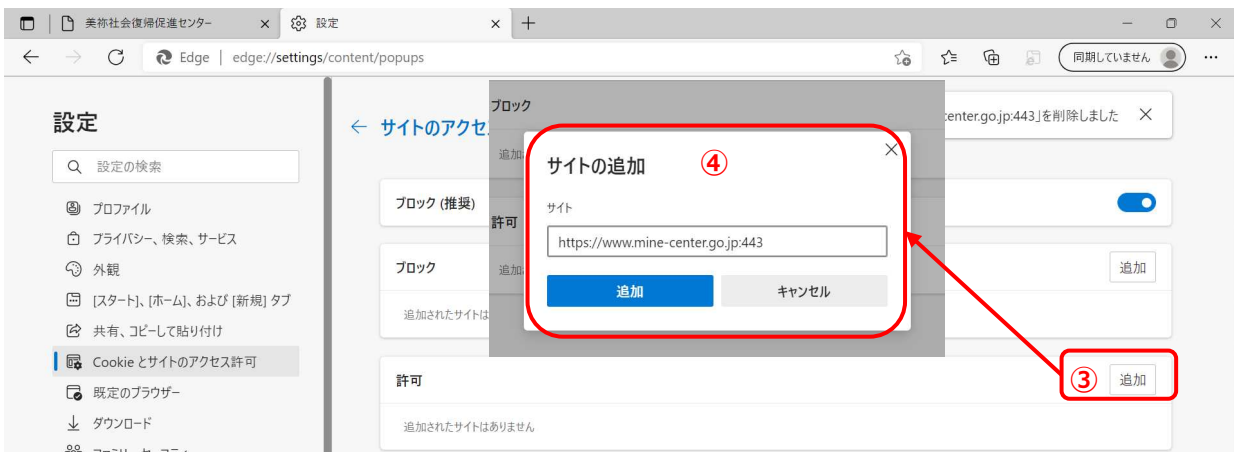 美祢社会復帰促進センター
設定
Edge | edge://settings/content/popups
同期していません
設定
設定の検索
プロファイル
プライバシー、検索、サービス
外観
[スタート]、[ホーム]、および [新規] タブ
共有、コピーして貼り付け
Cookie とサイトのアクセス許可
既定のブラウザー
ダウンロード
サイトのアクセ
center.go.jp:443」を削除しました
ブロック (推奨)
ブロック
追加
追加されたサイトは
許可
③
追加
追加されたサイトはありません
ブロック
追加
許可
追加
サイトの追加
④
サイト
https://www.mine-center.go.jp:443
追加
キャンセル